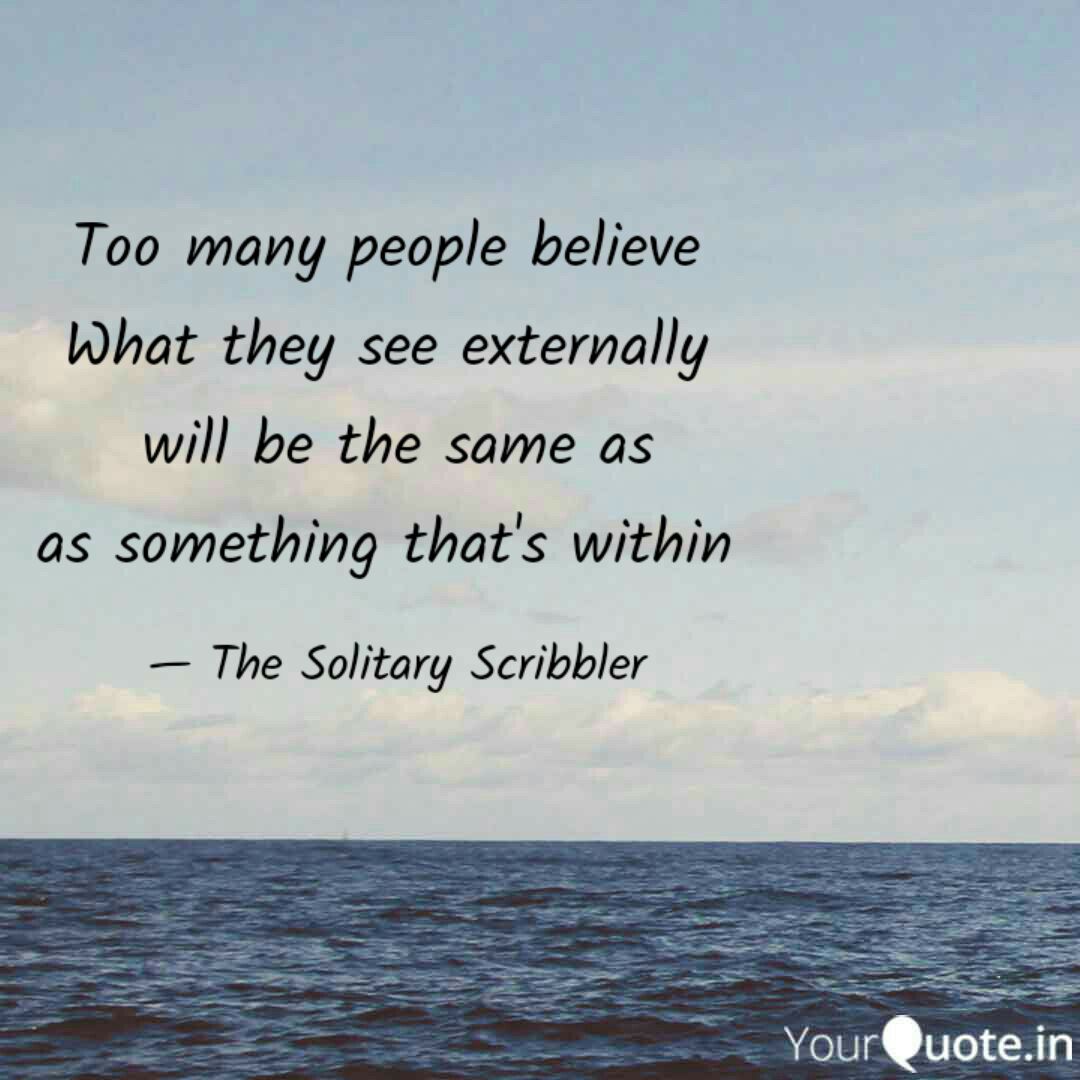 Too many people believe
What they see externally
will be the same as
as something that's within
— The Solitary Scribbler
YourQuote.in